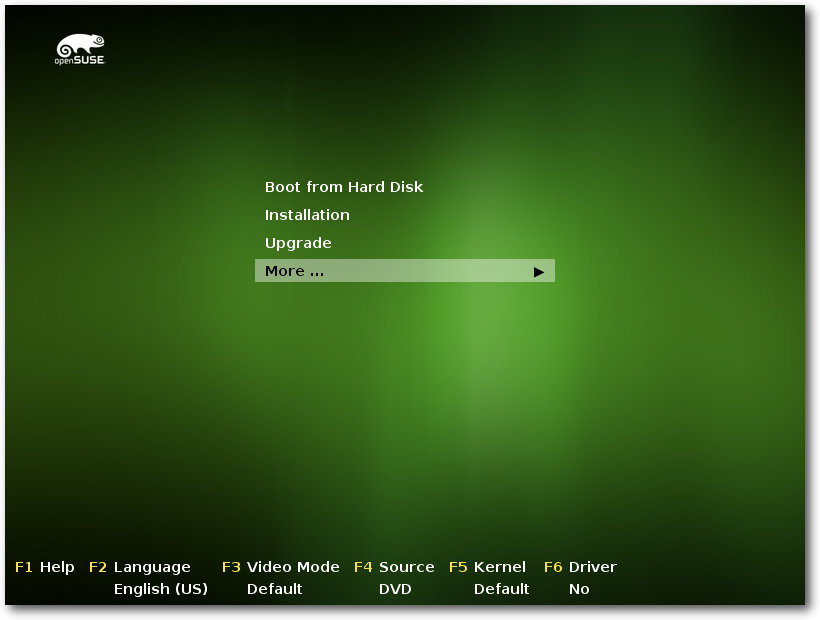 openSUSE
Boot from Hard Disk
Installation
Upgrade
More ...
F1 Help F2 Language F3 Video Mode F4 Source F5 Kernel F6 Driver
English (US) Default DVD Default No